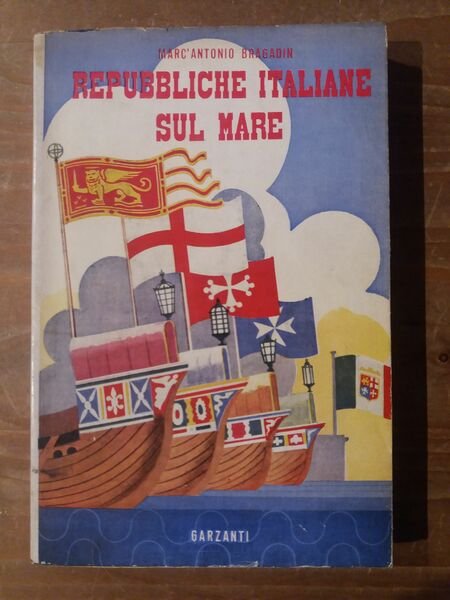 MARC'ANTONIO BRAGADIN
REPUBBLICHE ITALIANE
SUL MARE
GARZANTI